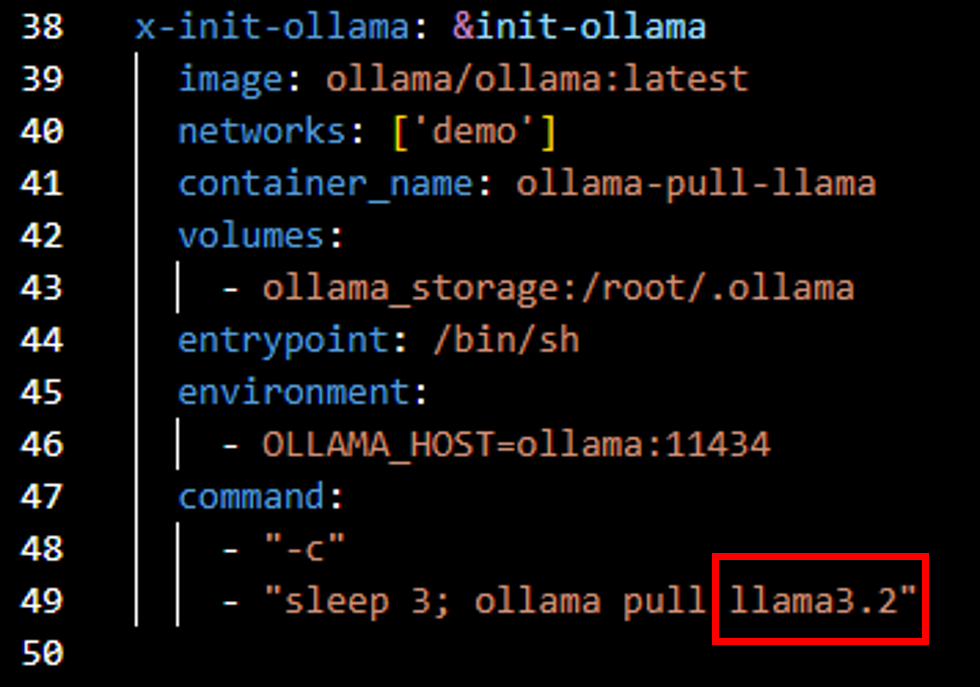 38 x-init-ollama: &init-ollama
39 image: ollama/ollama:latest
40 networks: ['demo']
41 container_name: ollama-pull-llama
42 volumes:
43 - ollama_storage:/root/.ollama
44 entrypoint: /bin/sh
45 environment:
46 - OLLAMA_HOST=ollama:11434
47 command:
48 - "-c"
49 - "sleep 3; ollama pull llama3.2"
50